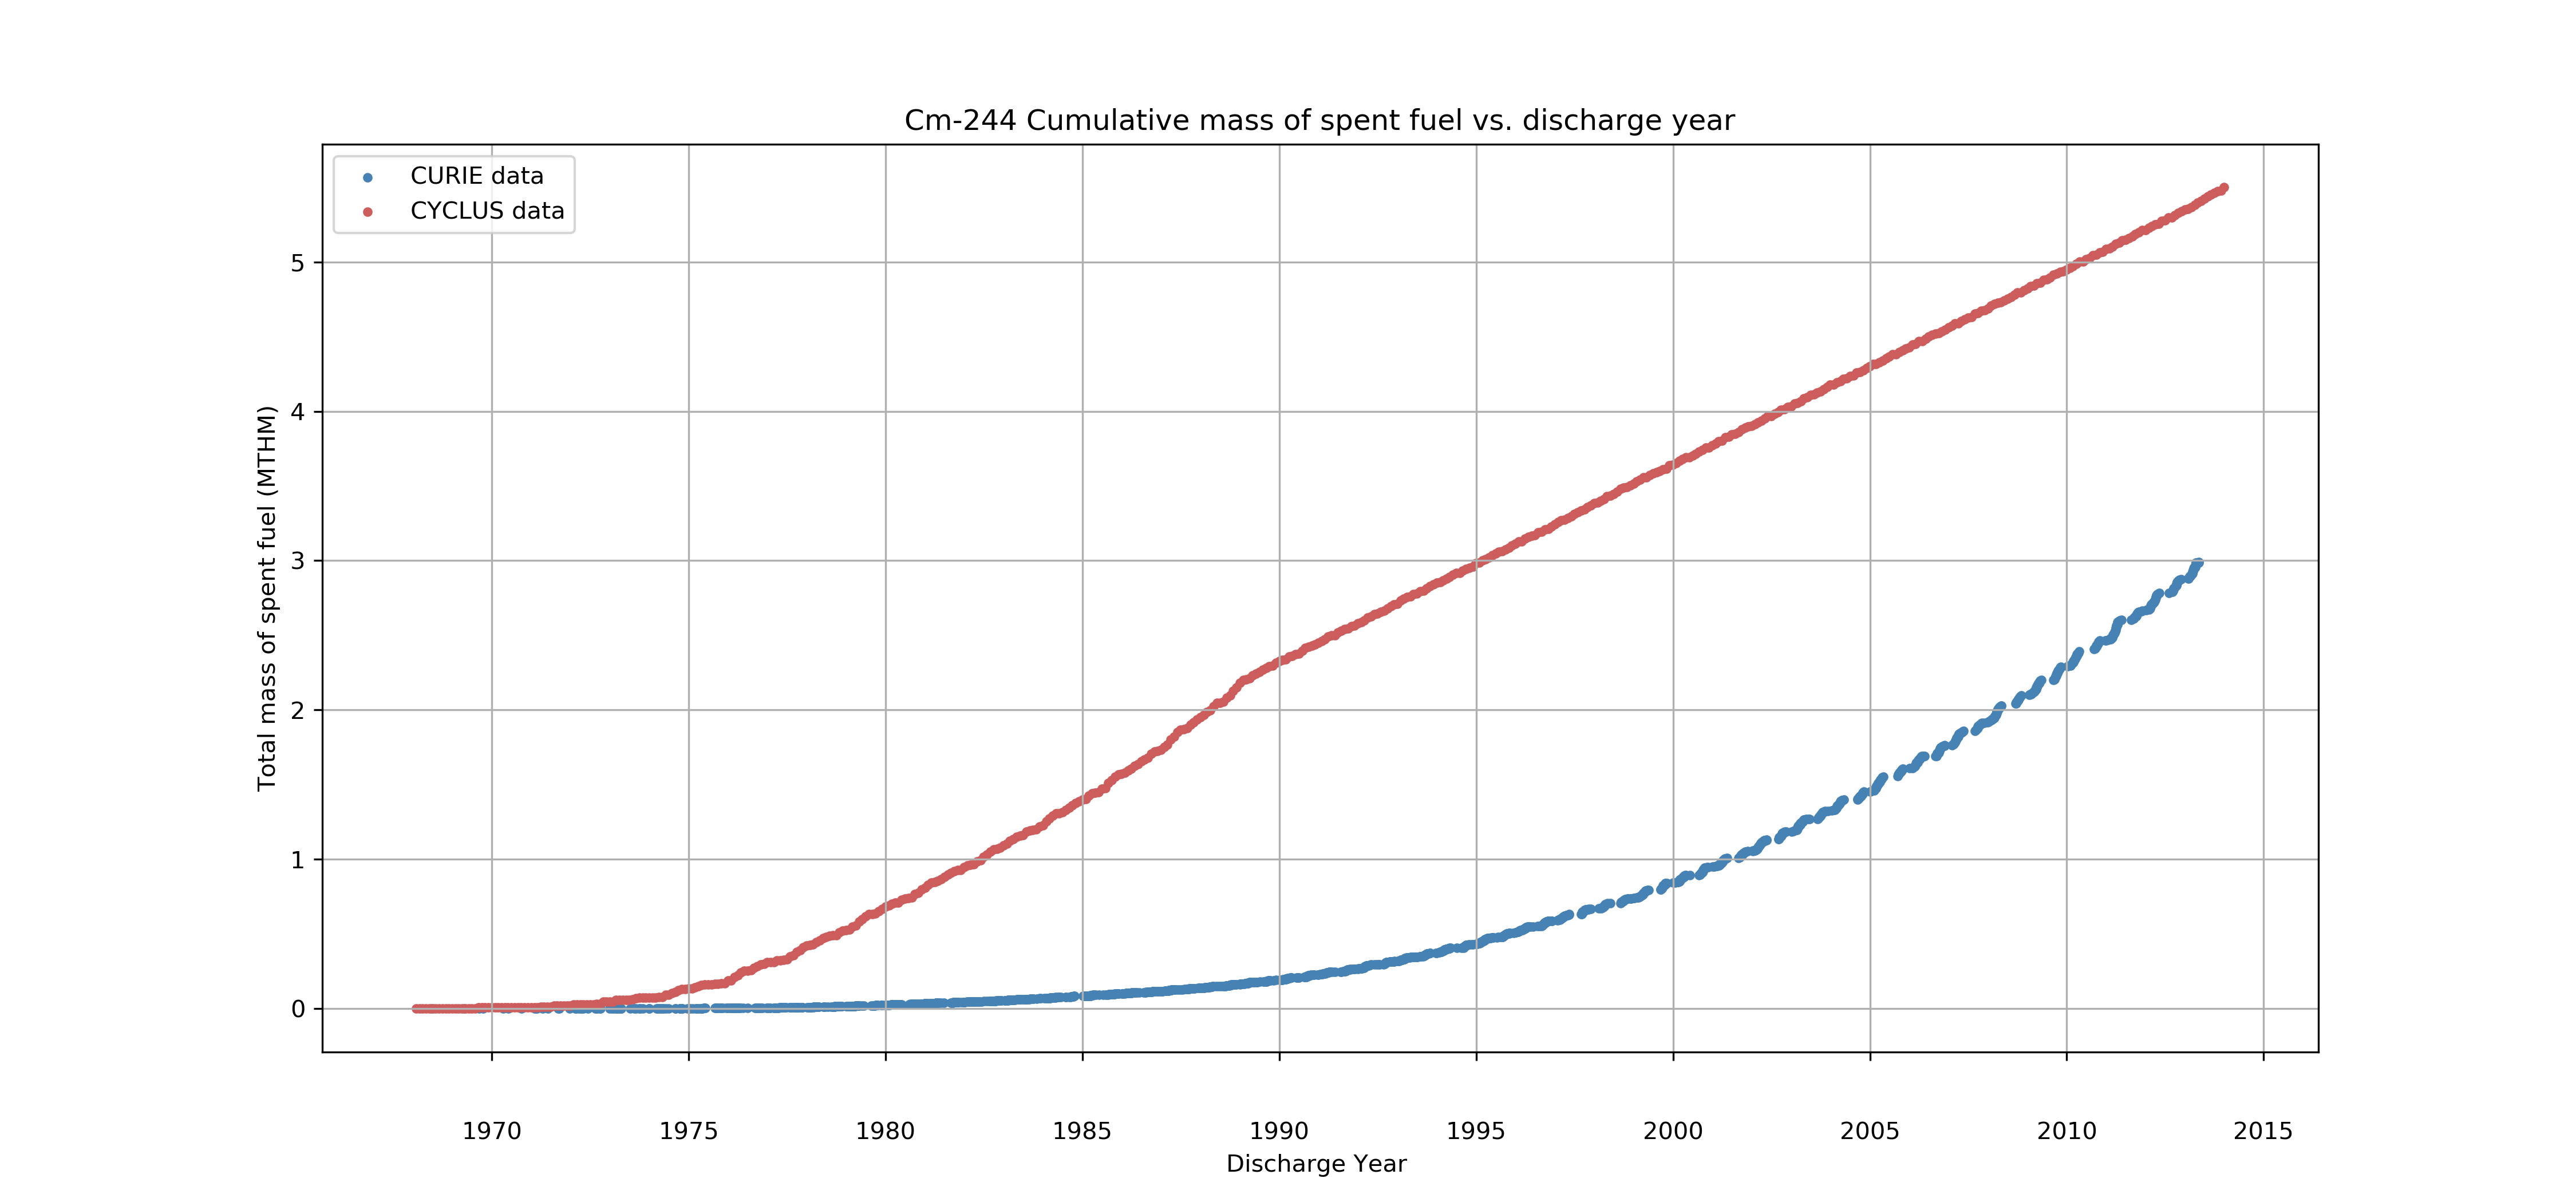 Cm-244 Cumulative mass of spent fuel vs. discharge year
CURIE data
CYCLUS data
Total mass of spent fuel (MTHM)
5
4
3
2
1
0
1970 1975 1980 1985 1990 1995 2000 2005 2010 2015
Discharge Year